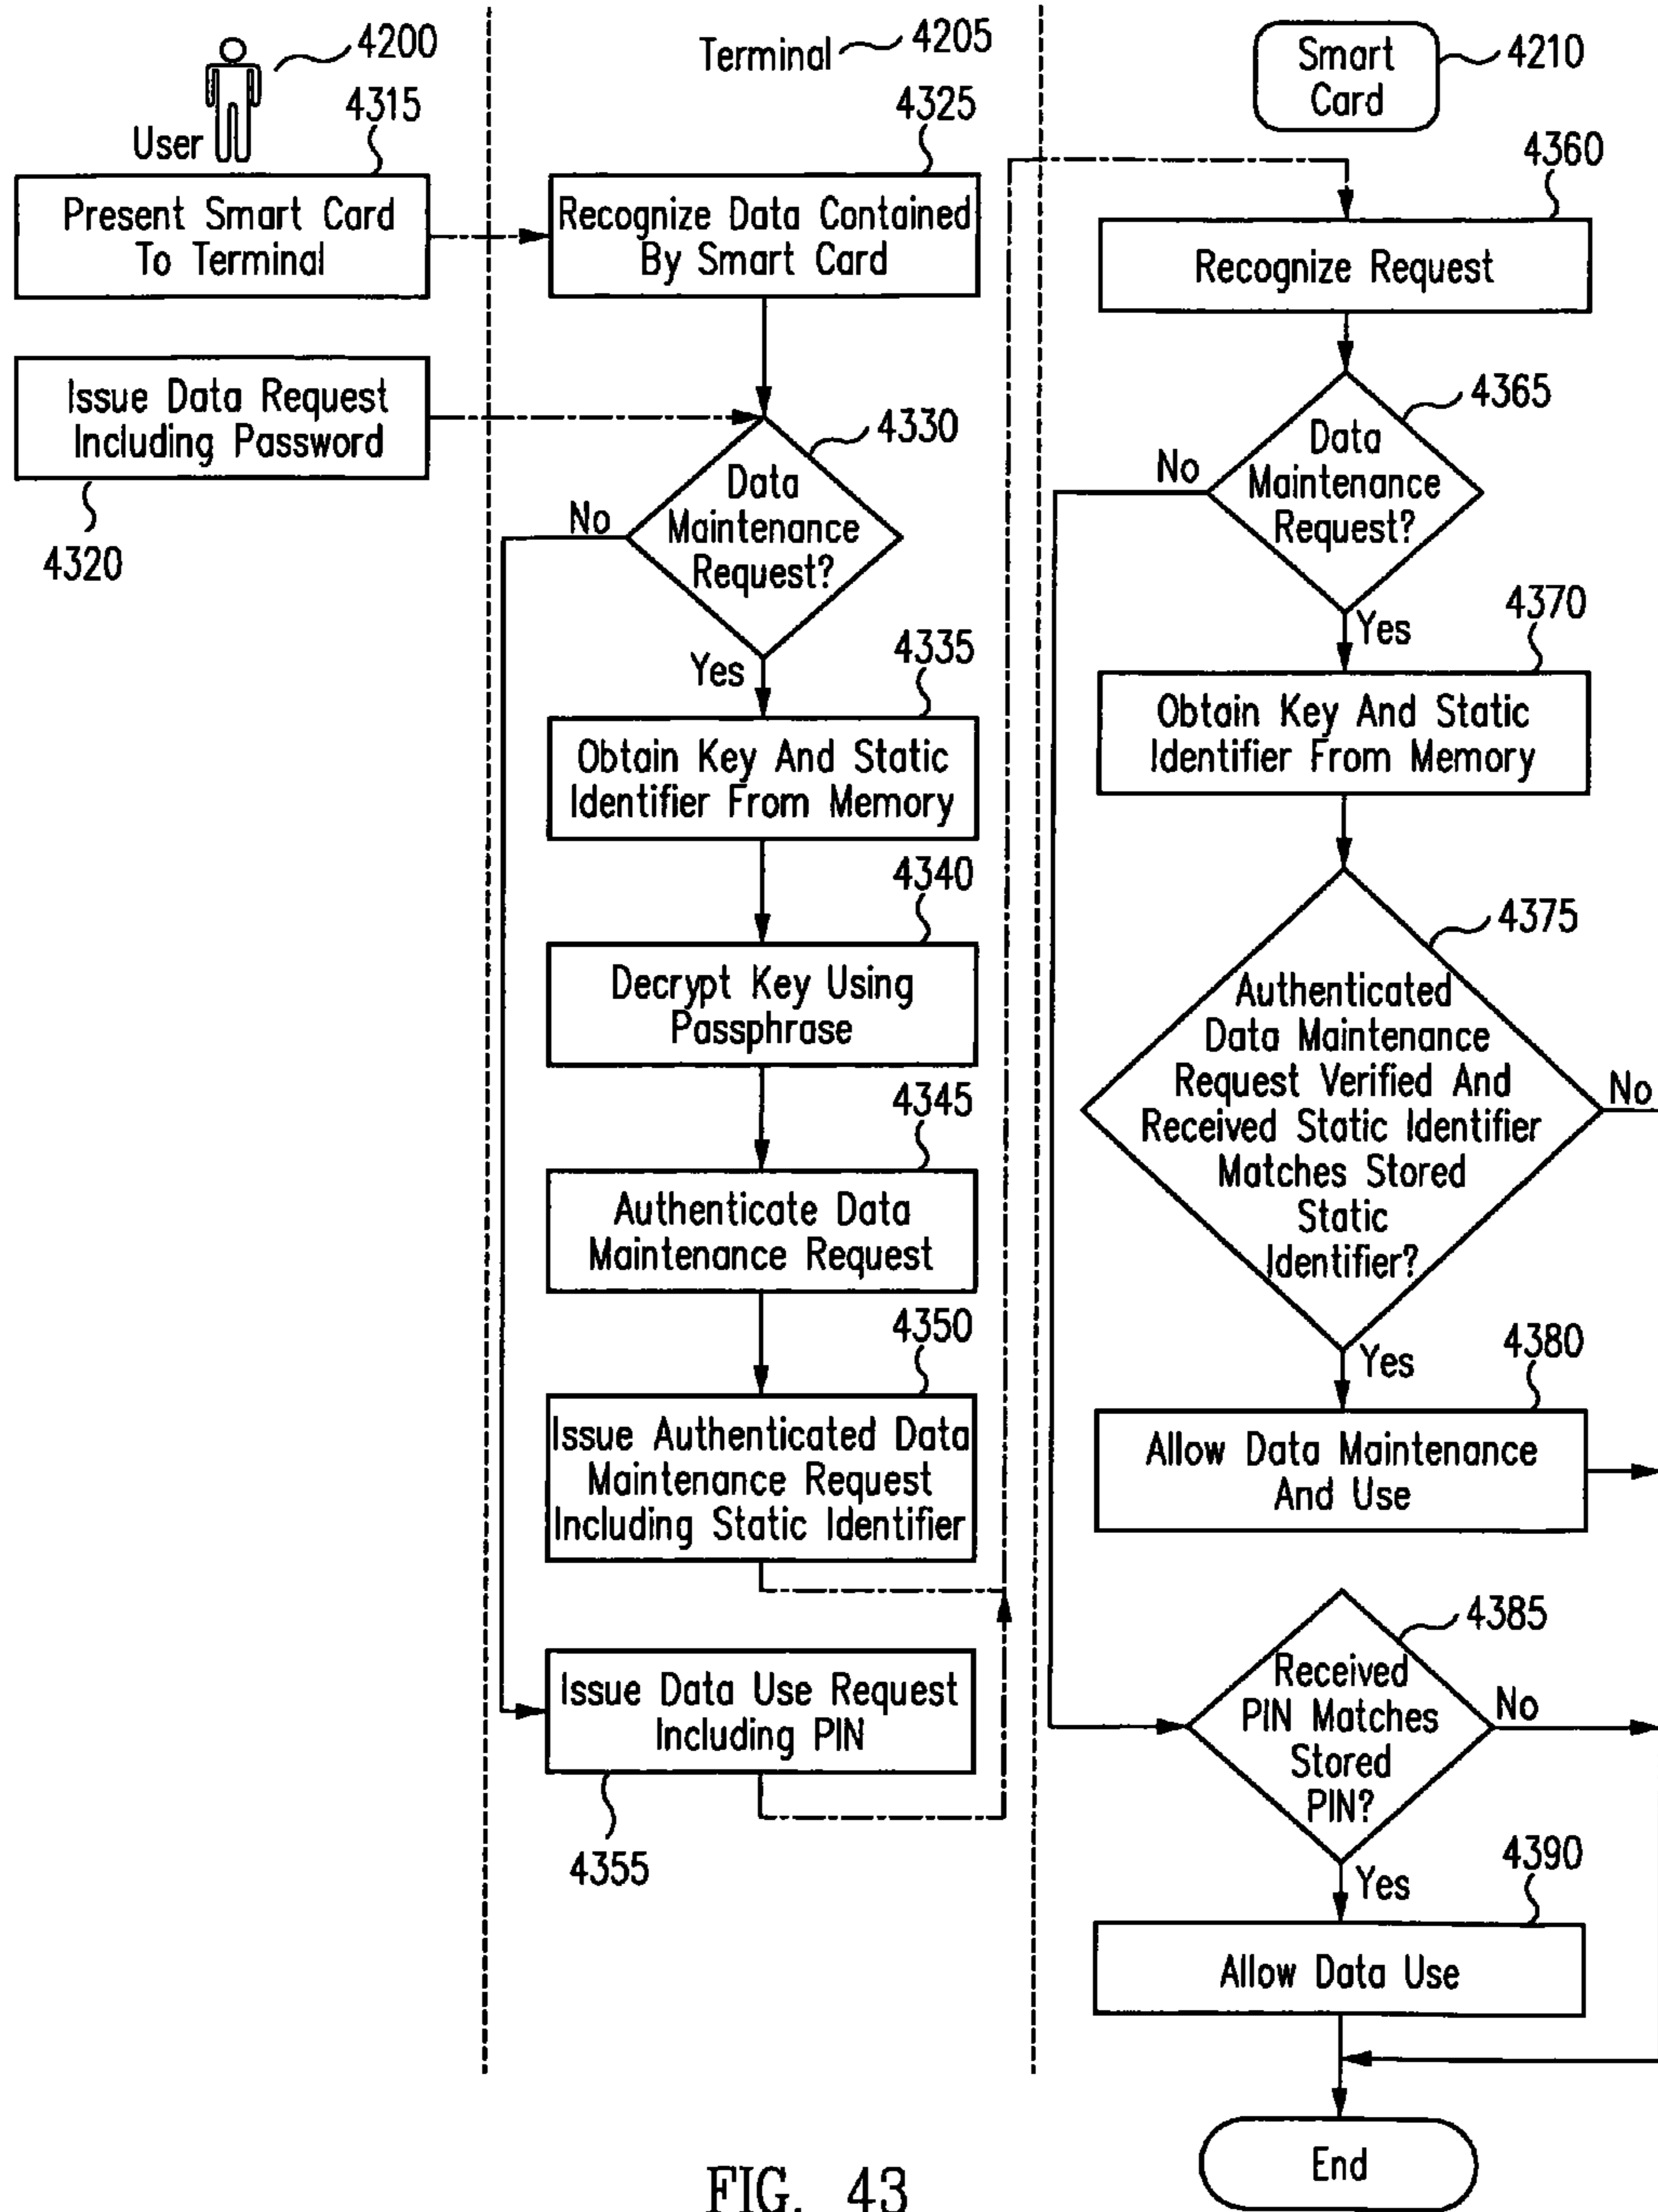 4200
User
4315
Present Smart Card
To Terminal
Issue Data Request
Including Password
4320
Terminal
4205
4325
Recognize Data Contained
By Smart Card
4330
Data
Maintenance
Request?
No
Yes
4335
Obtain Key And Static
Identifier From Memory
4340
Decrypt Key Using
Passphrase
4345
Authenticate Data
Maintenance Request
4350
Issue Authenticated Data
Maintenance Request
Including Static Identifier
Issue Data Use Request
Including PIN
4355
Smart
Card
4210
4360
Recognize Request
4365
Data
Maintenance
Request?
No
Yes
4370
Obtain Key And Static
Identifier From Memory
4375
Authenticated
Data Maintenance
Request Verified And
Received Static Identifier
Matches Stored
Static
Identifier?
No
Yes
4380
Allow Data Maintenance
And Use
4385
Received
PIN Matches
Stored
PIN?
No
Yes
4390
Allow Data Use
End
FIG. 43